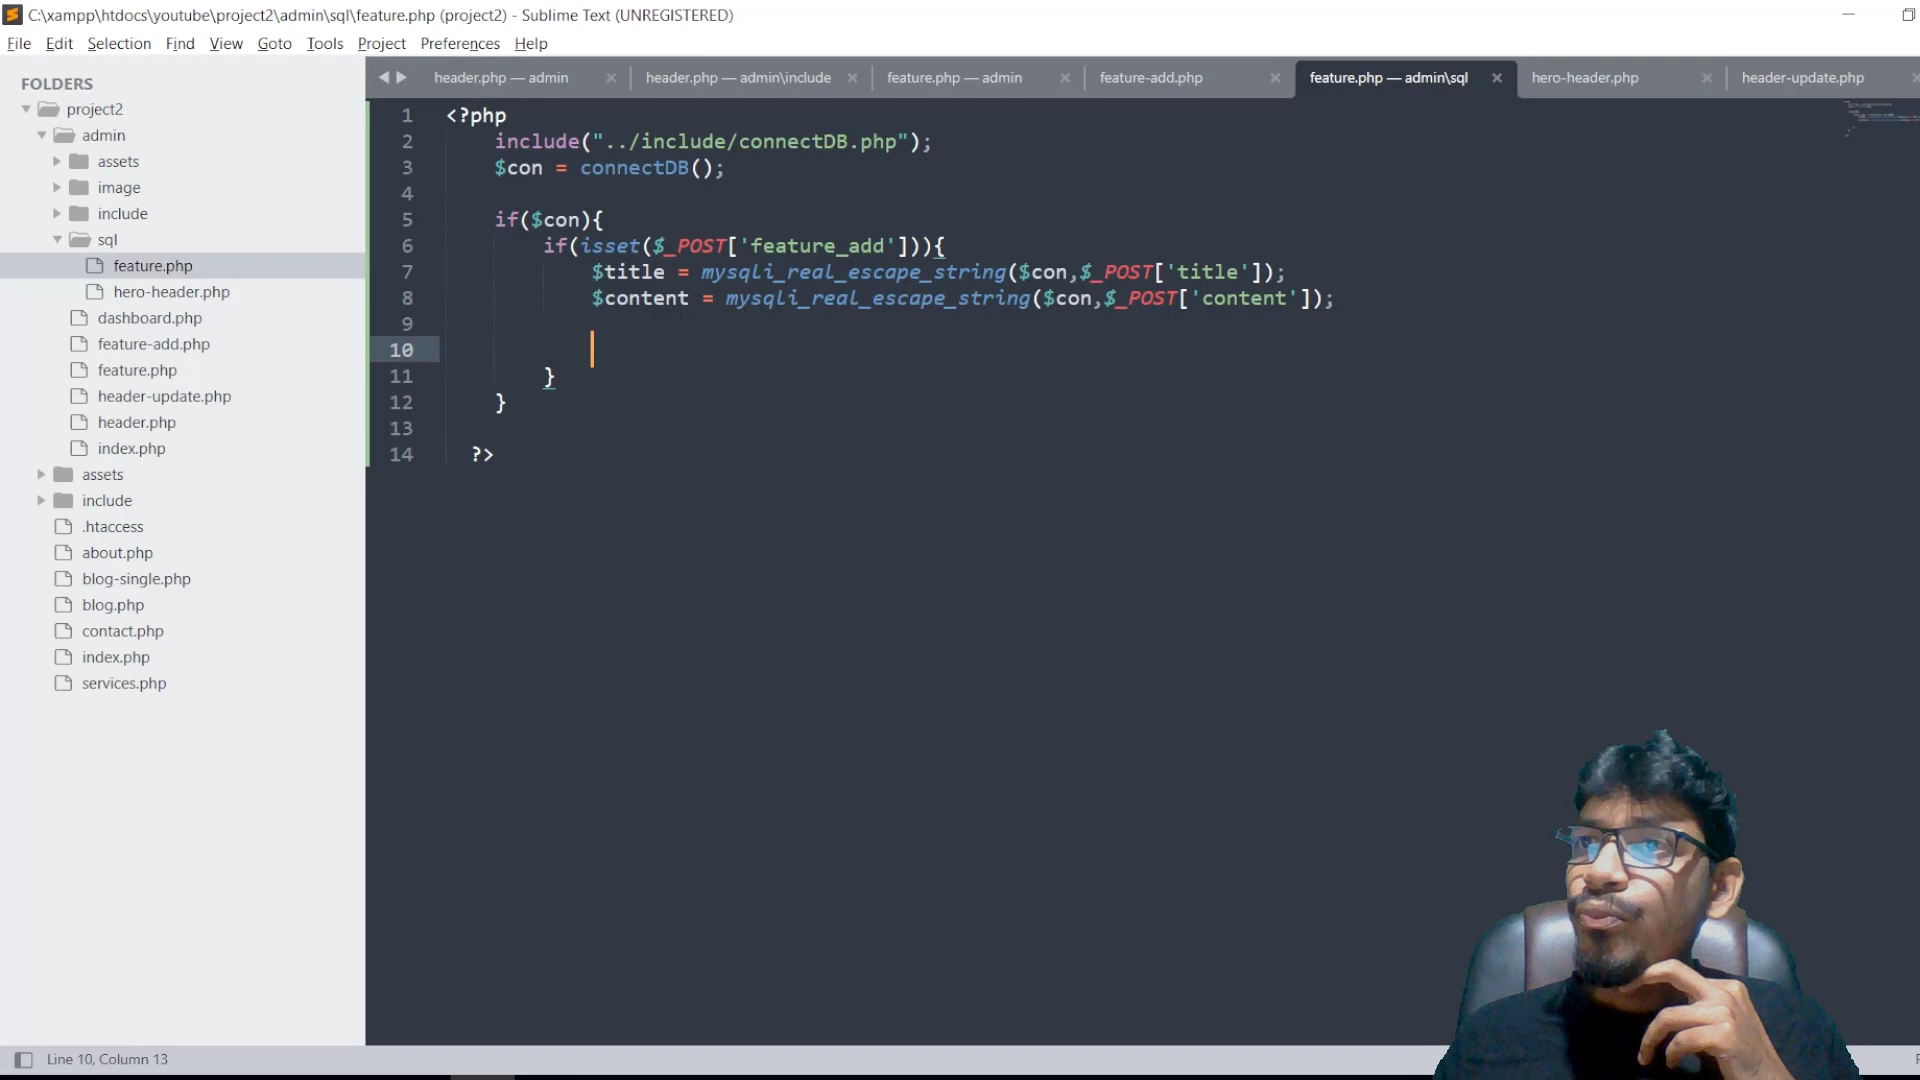 C:\xampp\htdocs\youtube\project2\admin\sql\feature.php (project2) - Sublime Text (UNREGISTERED)
File Edit Selection Find View Goto Tools Project Preferences Help
FOLDERS
project2
admin
assets
image
include
sql
feature.php
hero-header.php
dashboard.php
feature-add.php
feature.php
header-update.php
header.php
index.php
assets
include
.htaccess
about.php
blog-single.php
blog.php
contact.php
index.php
services.php
header.php — admin header.php — admin\include feature.php — admin feature-add.php feature.php — admin\sql hero-header.php header-update.php
1 <?php
2 include("../include/connectDB.php");
3 $con = connectDB();
4
5 if($con){
6 if(isset($_POST['feature_add'])){
7 $title = mysqli_real_escape_string($con,$_POST['title']);
8 $content = mysqli_real_escape_string($con,$_POST['content']);
9
10
11 }
12 }
13
14 ?>
Line 10, Column 13